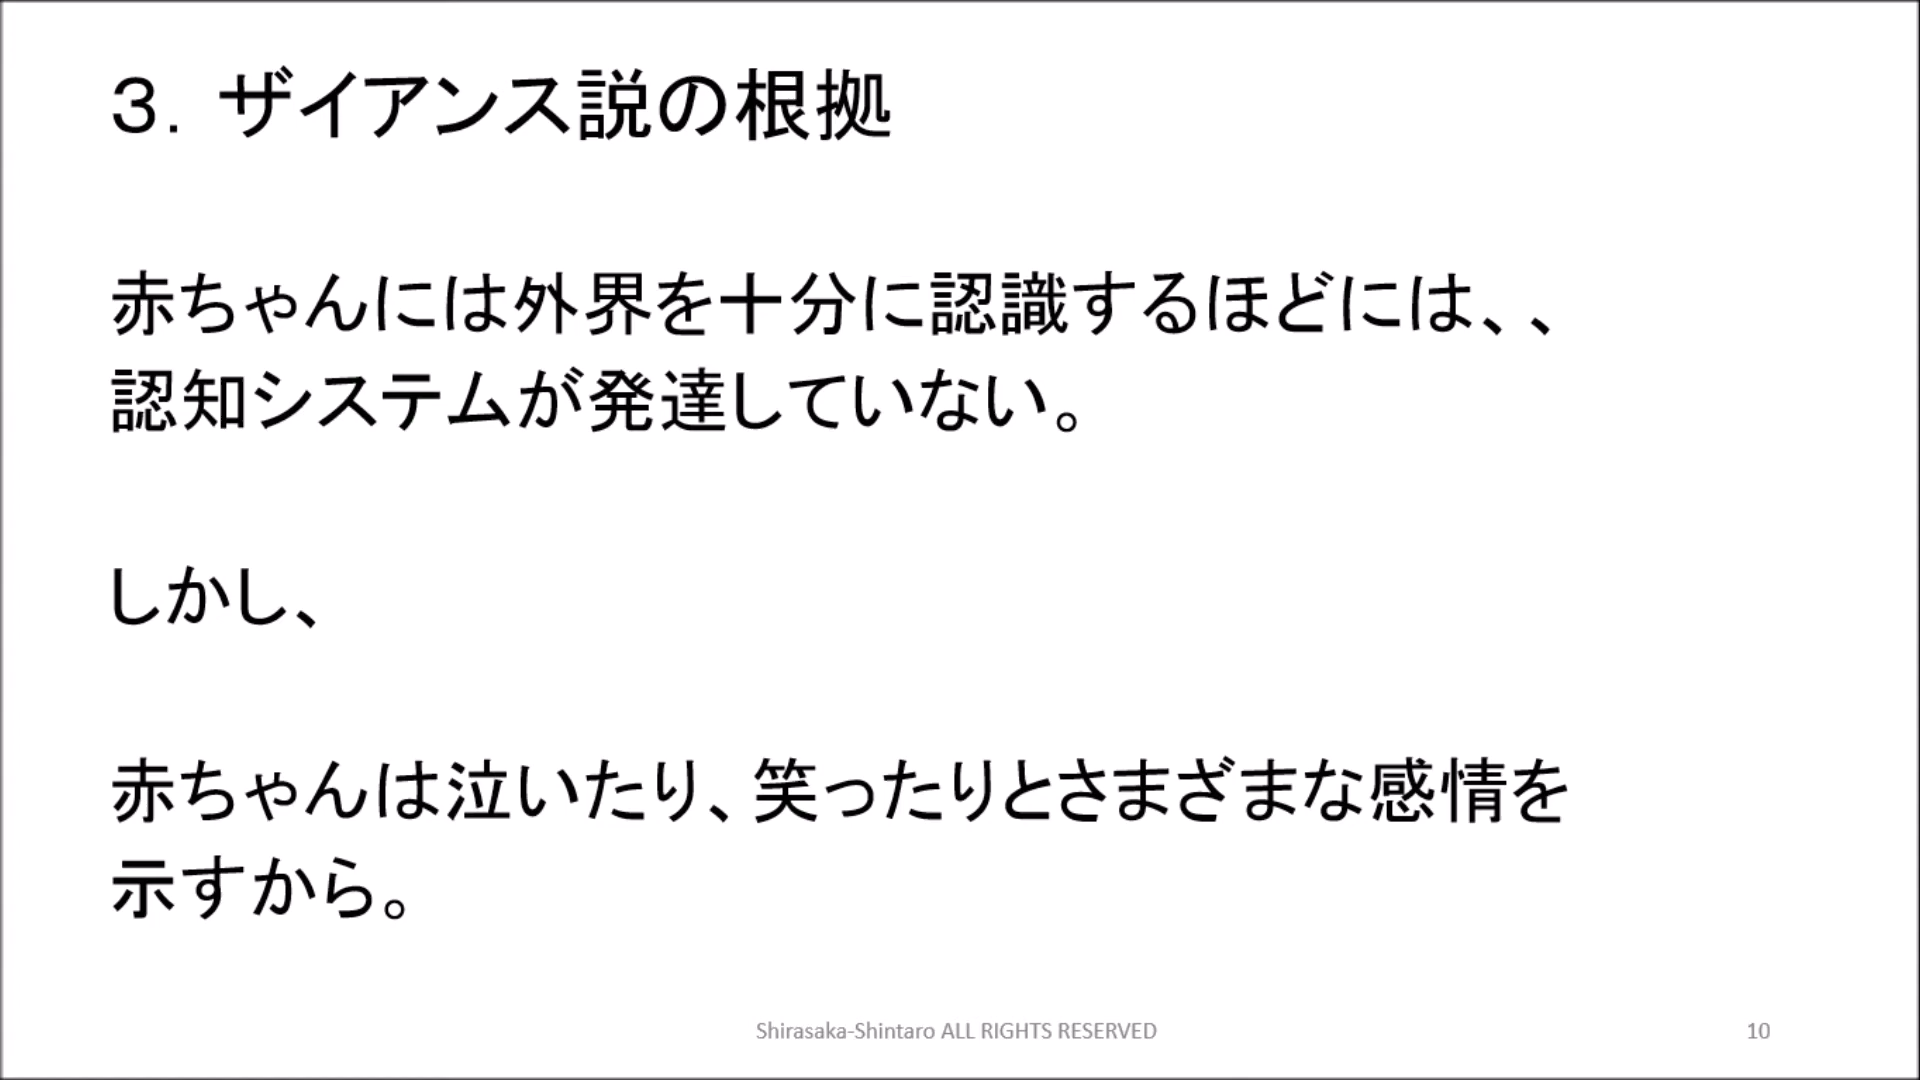 ３．ザイアンス説の根拠
赤ちゃんには外界を十分に認識するほどには、、
認知システムが発達していない。
しかし、
赤ちゃんは泣いたり、笑ったりとさまざまな感情を
示すから。
Shirasaka-Shintaro ALL RIGHTS RESERVED
10